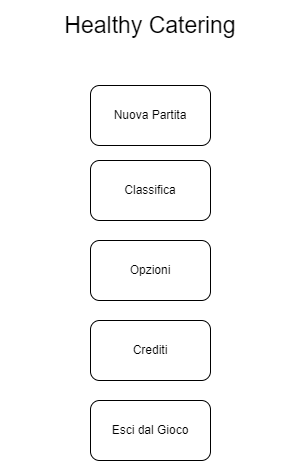 Healthy Catering
Nuova Partita
Classifica
Opzioni
Crediti
Esci dal Gioco